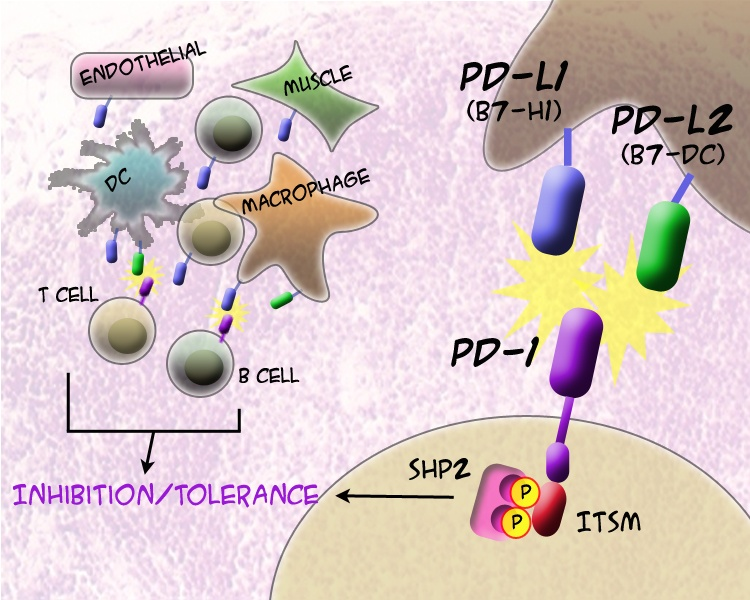 ENDOTHELIAL
MUSCLE
DC
MACROPHAGE
T CELL
B CELL
INHIBITION/TOLERANCE
PD-L1
(B7-H1)
PD-L2
(B7-DC)
PD-1
SHP2
P
P
ITSM